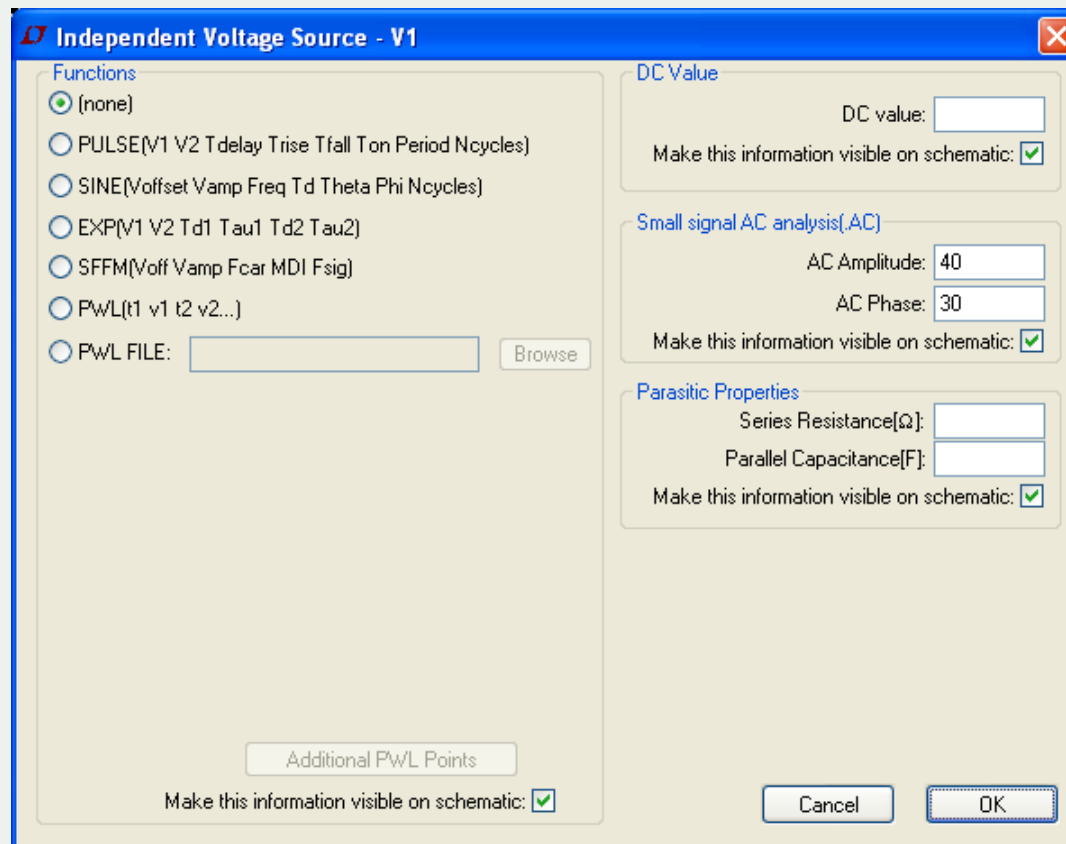 Independent Voltage Source - V1
Functions
(none)
PULSE(V1 V2 Tdelay Trise Tfall Ton Period Ncycles)
SINE(Voffset Vamp Freq Td Theta Phi Ncycles)
EXP(V1 V2 Td1 Tau1 Td2 Tau2)
SFFM(Voff Vamp Fcar MDI Fsig)
PWL(t1 v1 t2 v2...)
PWL FILE:
Browse
Additional PWL Points
Make this information visible on schematic:
DC Value
DC value:
Make this information visible on schematic:
Small signal AC analysis(.AC)
AC Amplitude: 40
AC Phase: 30
Make this information visible on schematic:
Parasitic Properties
Series Resistance[Ω]:
Parallel Capacitance[F]:
Make this information visible on schematic:
Cancel
OK